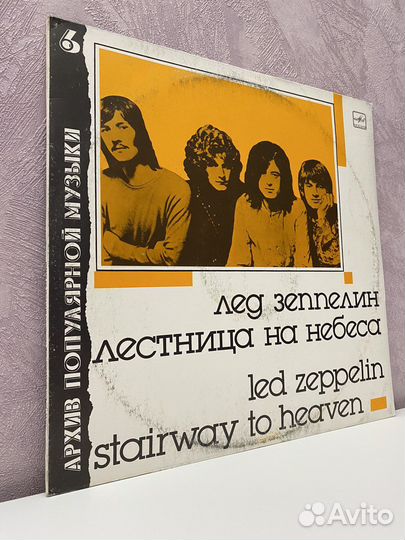 6
АРХИВ ПОПУЛЯРНОЙ МУЗЫКИ
лед зеппелин
лестница на небеса
led zeppelin
stairway to heaven
Avito